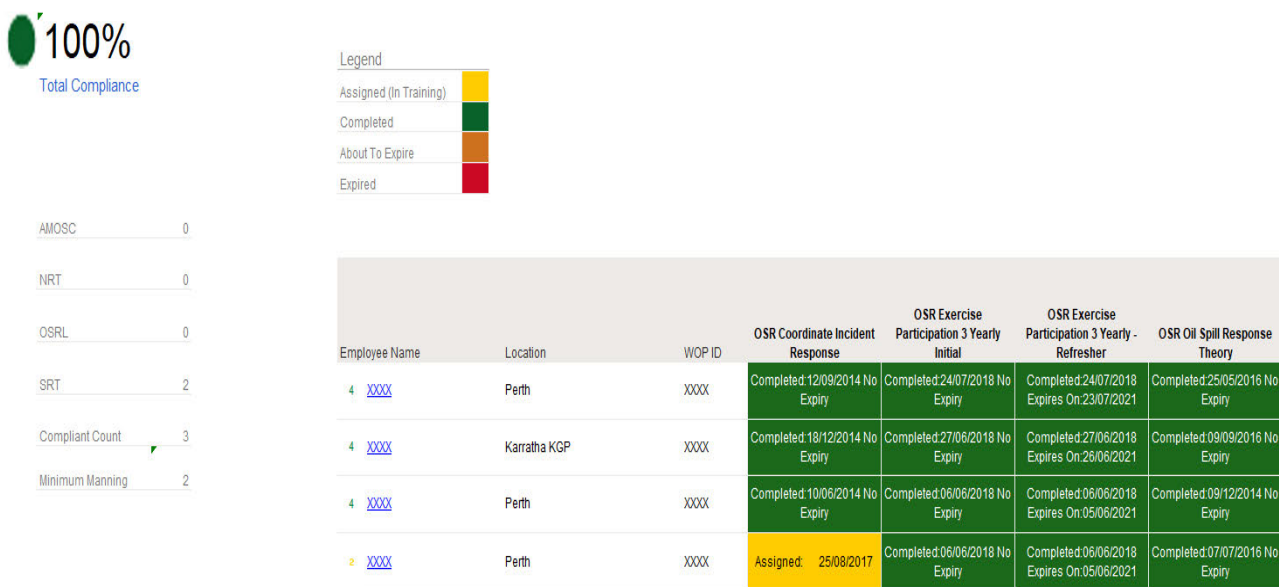 100%
Total Compliance
Legend
Assigned (In Training)
Completed
About To Expire
Expired
AMOSC 0
NRT 0
OSRL 0
SRT 2
Compliant Count 3
Minimum Manning 2
Employee Name Location WOP ID OSR Coordinate Incident Response OSR Exercise Participation 3 Yearly Initial OSR Exercise Participation 3 Yearly - Refresher OSR Oil Spill Response Theory
4 XXXX Perth XXXX Completed:12/09/2014 No Expiry Completed:24/07/2018 No Expiry Completed:24/07/2018 Expires On:23/07/2021 Completed:25/05/2016 No Expiry
4 XXXX Karratha KGP XXXX Completed:18/12/2014 No Expiry Completed:27/06/2018 No Expiry Completed:27/06/2018 Expires On:26/06/2021 Completed:09/09/2016 No Expiry
4 XXXX Perth XXXX Completed:10/06/2014 No Expiry Completed:06/06/2018 No Expiry Completed:06/06/2018 Expires On:05/06/2021 Completed:09/12/2014 No Expiry
2 XXXX Perth XXXX Assigned: 25/08/2017 Completed:06/06/2018 No Expiry Completed:06/06/2018 Expires On:05/06/2021 Completed:07/07/2016 No Expiry